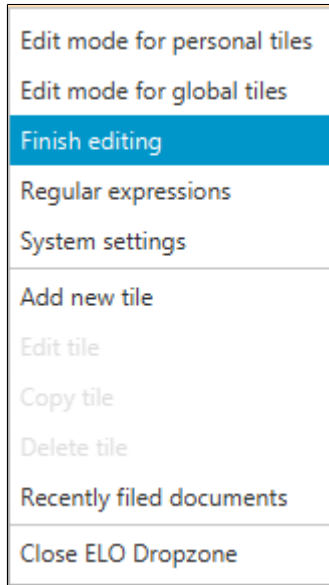 Edit mode for personal tiles
Edit mode for global tiles
Finish editing
Regular expressions
System settings
Add new tile
Edit tile
Copy tile
Delete tile
Recently filed documents
Close ELO Dropzone